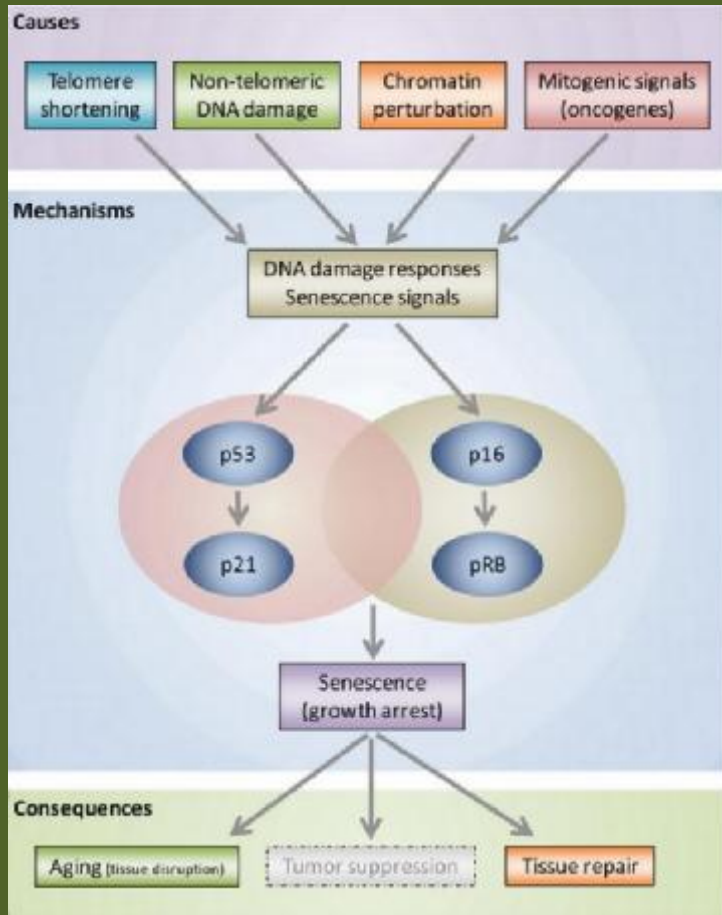 Causes
Telomere
shortening
Non-telomeric
DNA damage
Chromatin
perturbation
Mitogenic signals
(oncogenes)
Mechanisms
DNA damage responses
Senescence signals
p53
p16
p21
pRB
Senescence
(growth arrest)
Consequences
Aging (tissue disruption)
Tumor suppression
Tissue repair